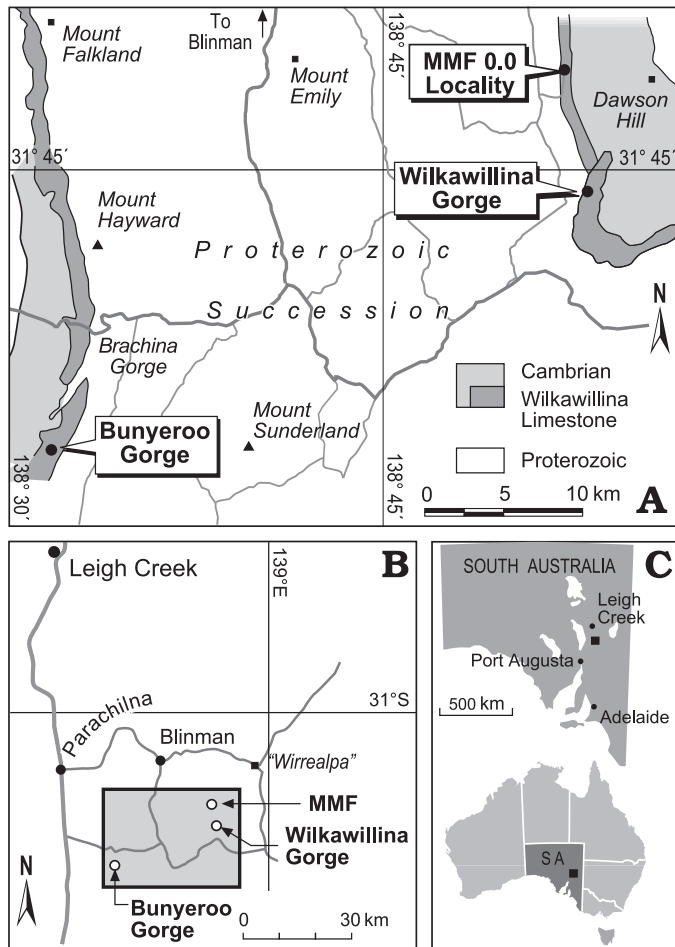 To
Blinman
Mount
Falkland
Mount
Emily
138° 45´
MMF 0.0
Locality
Dawson
Hill
31° 45´
31° 45´
Wilkawillina
Gorge
Mount
Hayward
Proterozoic
Succession
N
Brachina
Gorge
Cambrian
Wilkawillina
Limestone
Mount
Sunderland
Bunyeroo
Gorge
Proterozoic
138° 30´
138° 45´
0 5 10 km
A
B
Leigh Creek
139°E
31°S
Parachilna
Blinman
"Wirrealpa"
MMF
Wilkawillina
Gorge
N
Bunyeroo
Gorge
0 30 km
C
SOUTH AUSTRALIA
Leigh
Creek
Port Augusta
500 km
Adelaide
SA